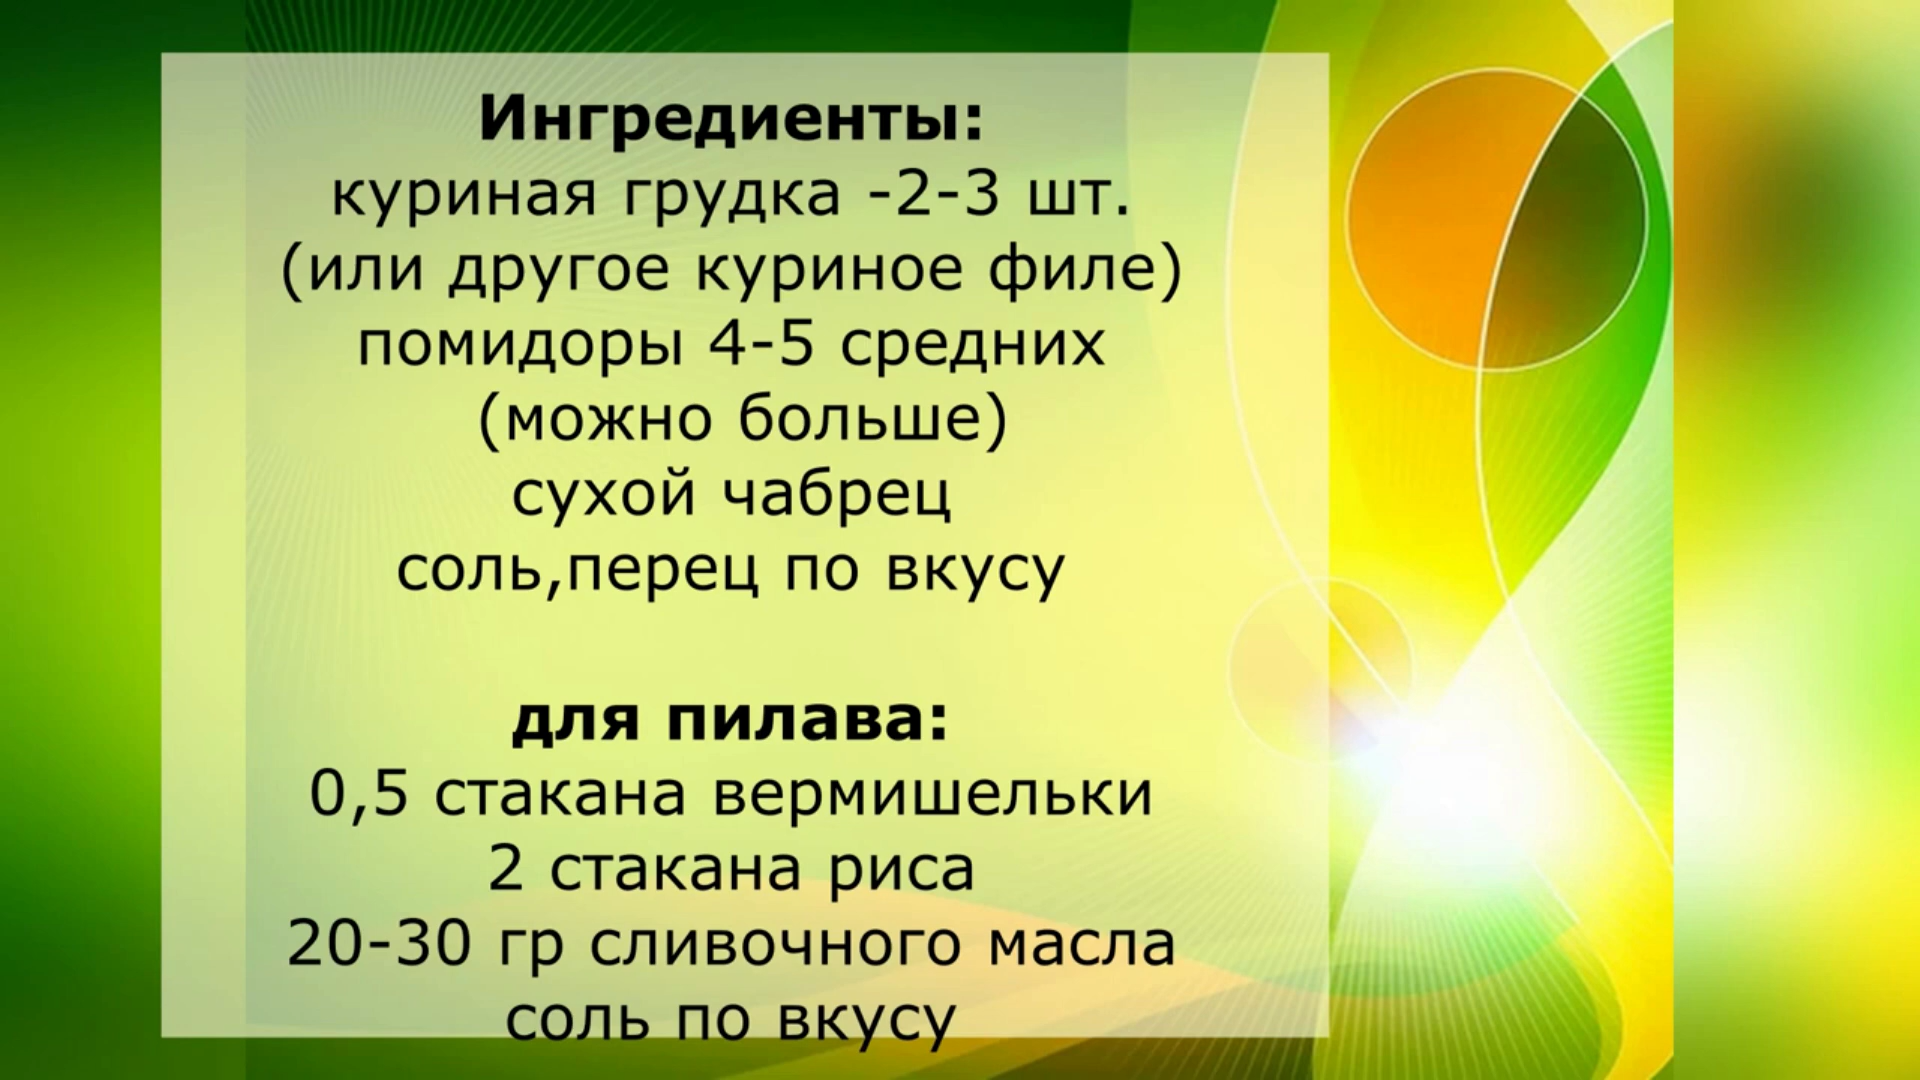 Ингредиенты:
куриная грудка -2-3 шт.
(или другое куриное филе)
помидоры 4-5 средних
(можно больше)
сухой чабрец
соль,перец по вкусу
для пилава:
0,5 стакана вермишельки
2 стакана риса
20-30 гр сливочного масла
соль по вкусу